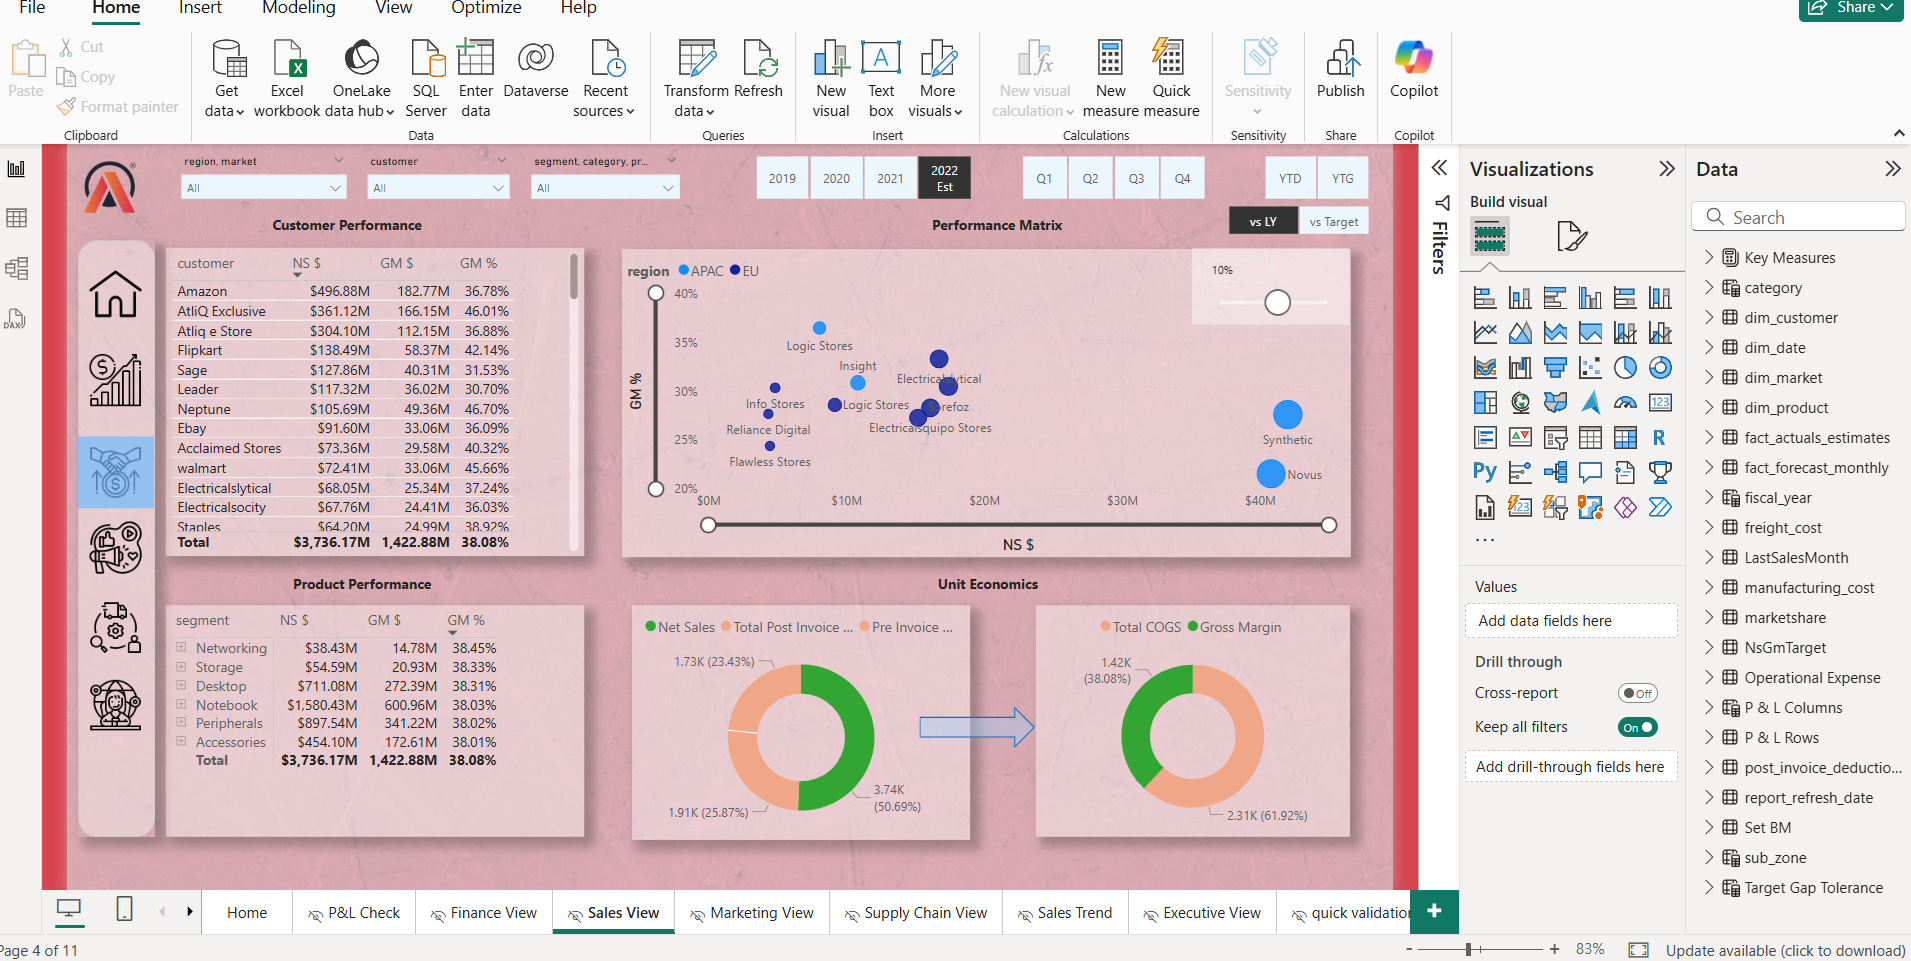 File Home Insert Modeling View Optimize Help Share
Paste
Cut
Copy
Format painter
Clipboard
Get data
Excel workbook
OneLake data hub
SQL Server
Enter data
Dataverse
Recent sources
Data
Transform data
Refresh
Queries
New visual
Text box
More visuals
Insert
New visual calculation
New measure
Quick measure
Calculations
Sensitivity
Sensitivity
Publish
Share
Copilot
Copilot
region, market
All
customer
All
segment, category, pr...
All
2019 2020 2021 2022 Est
Q1 Q2 Q3 Q4
YTD YTG
vs LY vs Target
Customer Performance
customer NS $ GM $ GM %
Amazon $496.88M 182.77M 36.78%
AtliQ Exclusive $361.12M 166.15M 46.01%
Atliq e Store $304.10M 112.15M 36.88%
Flipkart $138.49M 58.37M 42.14%
Sage $127.86M 40.31M 31.53%
Leader $117.32M 36.02M 30.70%
Neptune $105.69M 49.36M 46.70%
Ebay $91.60M 33.06M 36.09%
Acclaimed Stores $73.36M 29.58M 40.32%
walmart $72.41M 33.06M 45.66%
Electricalslytical $68.05M 25.34M 37.24%
Electricalsocity $67.76M 24.41M 36.03%
Staples $64.20M 24.99M 38.92%
Total $3,736.17M 1,422.88M 38.08%
Performance Matrix
region APAC EU
10%
GM %
40%
35%
30%
25%
20%
Logic Stores
Insight
Electricalslytical
Info Stores
Logic Stores
Sorefoz
Reliance Digital
Electricalsquipo Stores
Flawless Stores
Synthetic
Novus
$0M $10M $20M $30M $40M
NS $
Product Performance
segment NS $ GM $ GM %
Networking $38.43M 14.78M 38.45%
Storage $54.59M 20.93M 38.33%
Desktop $711.08M 272.39M 38.31%
Notebook $1,580.43M 600.96M 38.03%
Peripherals $897.54M 341.22M 38.02%
Accessories $454.10M 172.61M 38.01%
Total $3,736.17M 1,422.88M 38.08%
Unit Economics
Net Sales Total Post Invoice ... Pre Invoice ...
1.73K (23.43%)
1.91K (25.87%)
3.74K
(50.69%)
Total COGS Gross Margin
1.42K
(38.08%)
2.31K (61.92%)
Filters
Visualizations
Build visual
123
R
Py
123
...
Values
Add data fields here
Drill through
Cross-report Off
Keep all filters On
Add drill-through fields here
Data
Search
Key Measures
category
dim_customer
dim_date
dim_market
dim_product
fact_actuals_estimates
fact_forecast_monthly
fiscal_year
freight_cost
LastSalesMonth
manufacturing_cost
marketshare
NsGmTarget
Operational Expense
P & L Columns
P & L Rows
post_invoice_deductio...
report_refresh_date
Set BM
sub_zone
Target Gap Tolerance
Home P&L Check Finance View Sales View Marketing View Supply Chain View Sales Trend Executive View quick validation +
Page 4 of 11
- + 83%
Update available (click to download)